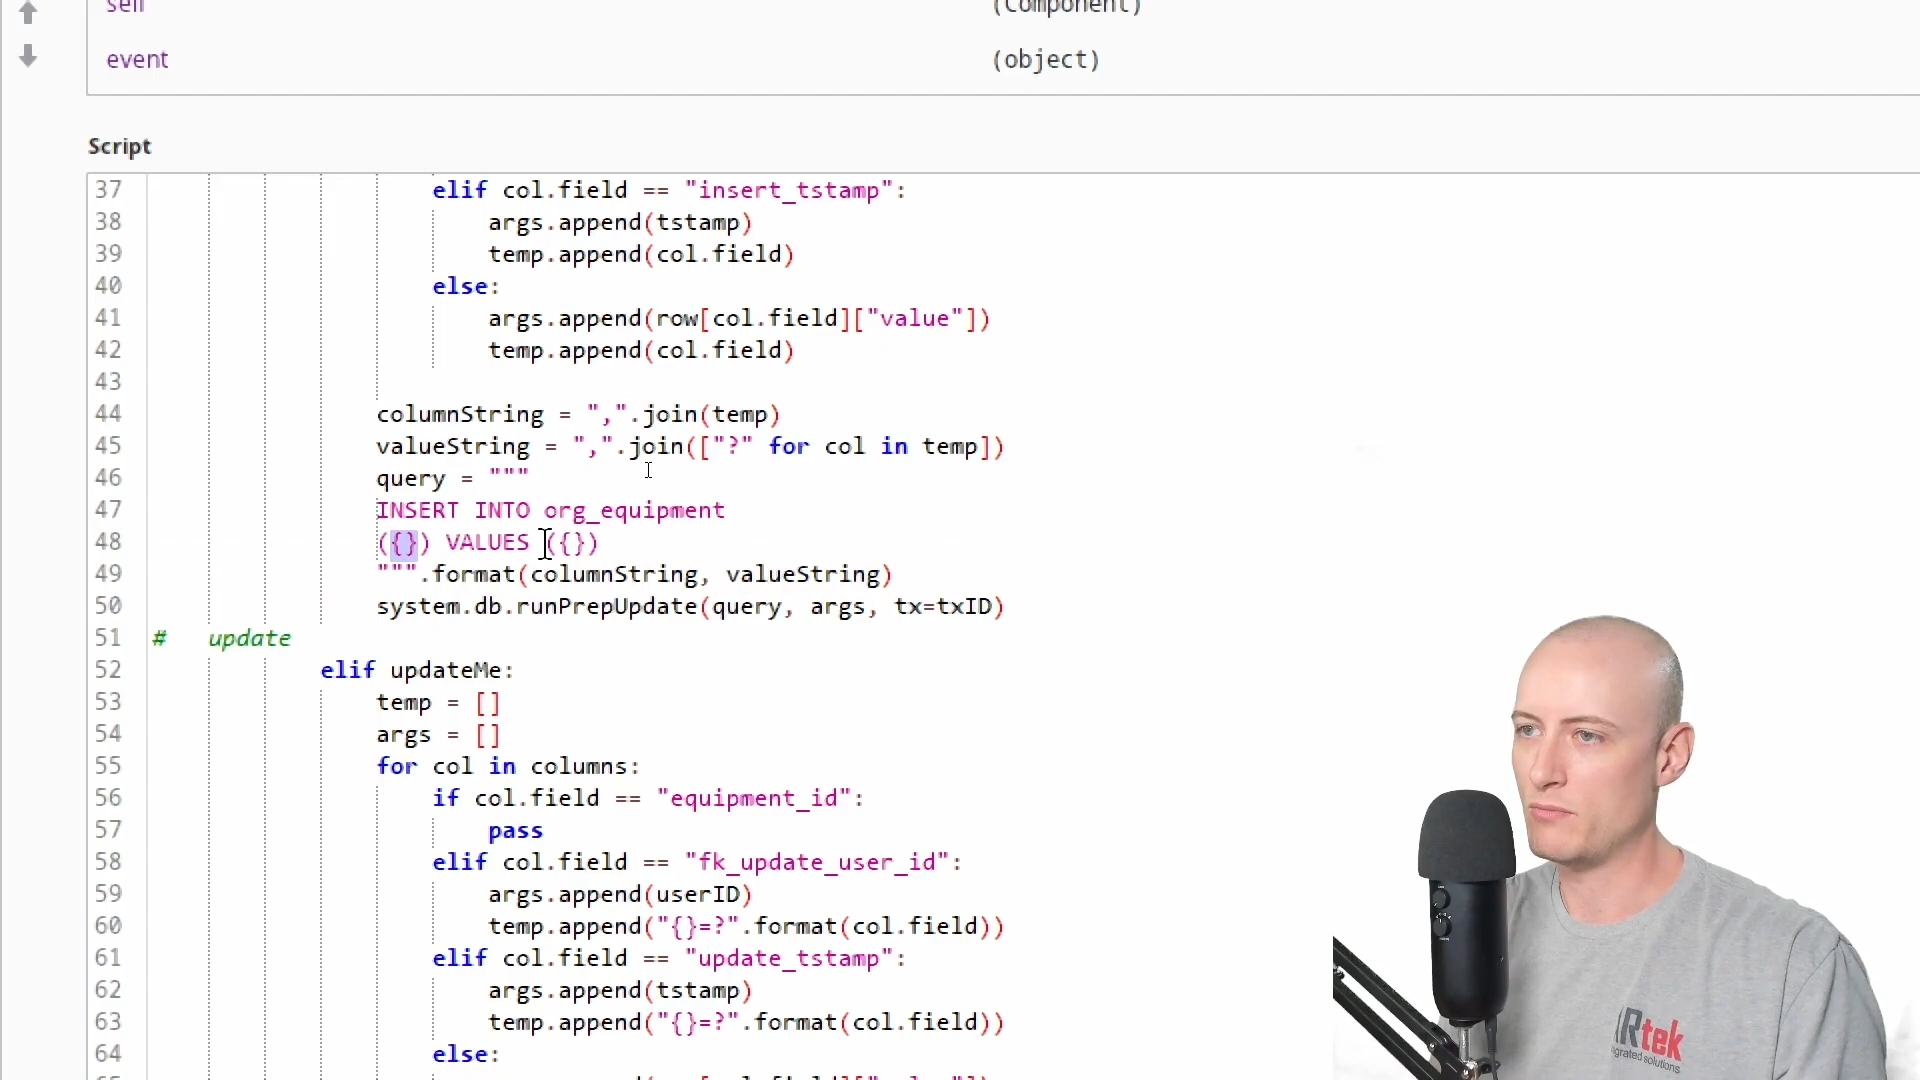 self (Component)
event (object)
Script
37 elif col.field == "insert_tstamp":
38 args.append(tstamp)
39 temp.append(col.field)
40 else:
41 args.append(row[col.field]["value"])
42 temp.append(col.field)
43
44 columnString = ",".join(temp)
45 valueString = ",".join(["?" for col in temp])
46 query = """
47 INSERT INTO org_equipment
48 ({}) VALUES ({})
49 """.format(columnString, valueString)
50 system.db.runPrepUpdate(query, args, tx=txID)
51 # update
52 elif updateMe:
53 temp = []
54 args = []
55 for col in columns:
56 if col.field == "equipment_id":
57 pass
58 elif col.field == "fk_update_user_id":
59 args.append(userID)
60 temp.append("{}=?".format(col.field))
61 elif col.field == "update_tstamp":
62 args.append(tstamp)
63 temp.append("{}=?".format(col.field))
64 else:
Rtek
egrated solutions